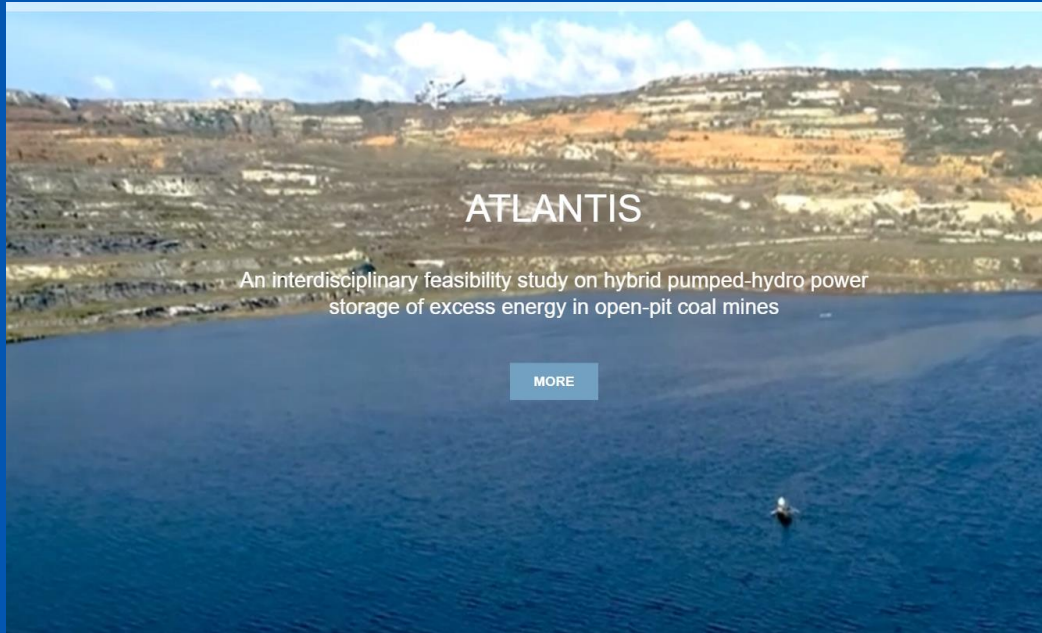 ATLANTIS
An interdisciplinary feasibility study on hybrid pumped-hydro power
storage of excess energy in open-pit coal mines
MORE